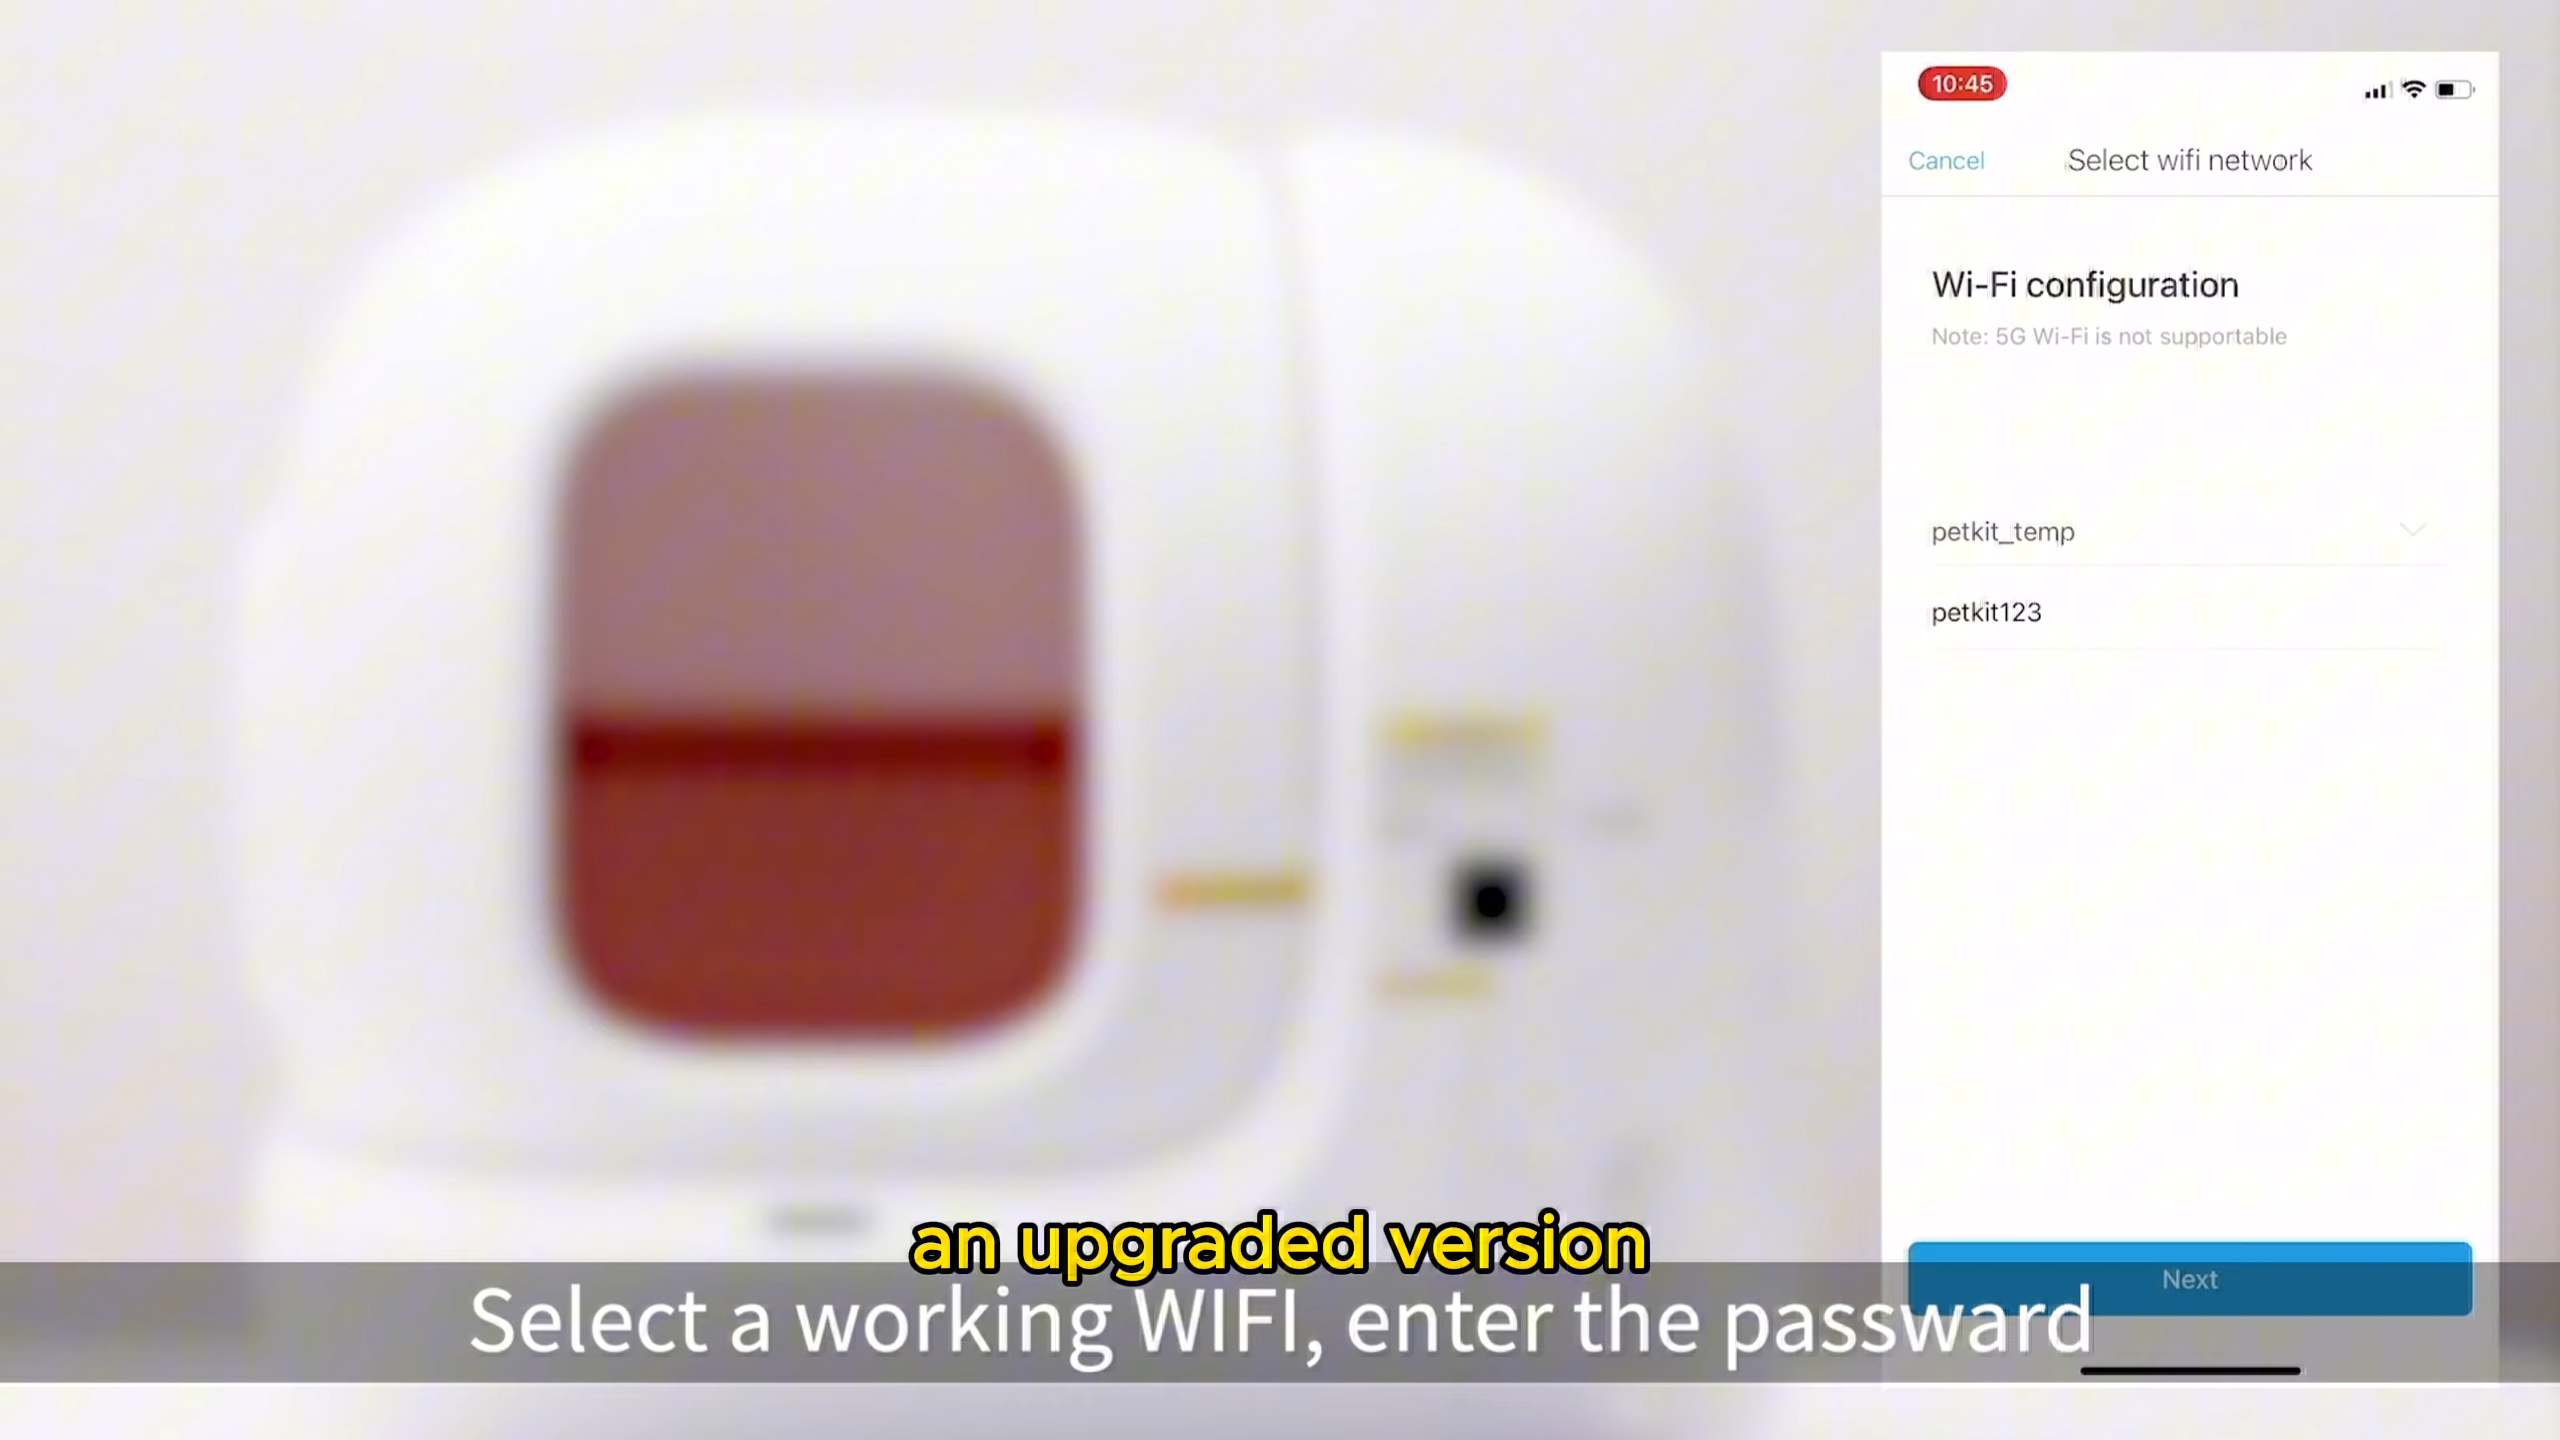 10:45
Cancel
Select wifi network
Wi-Fi configuration
Note: 5G Wi-Fi is not supportable
petkit_temp
petkit123
Next
an upgraded version
Select a working WIFI, enter the passward